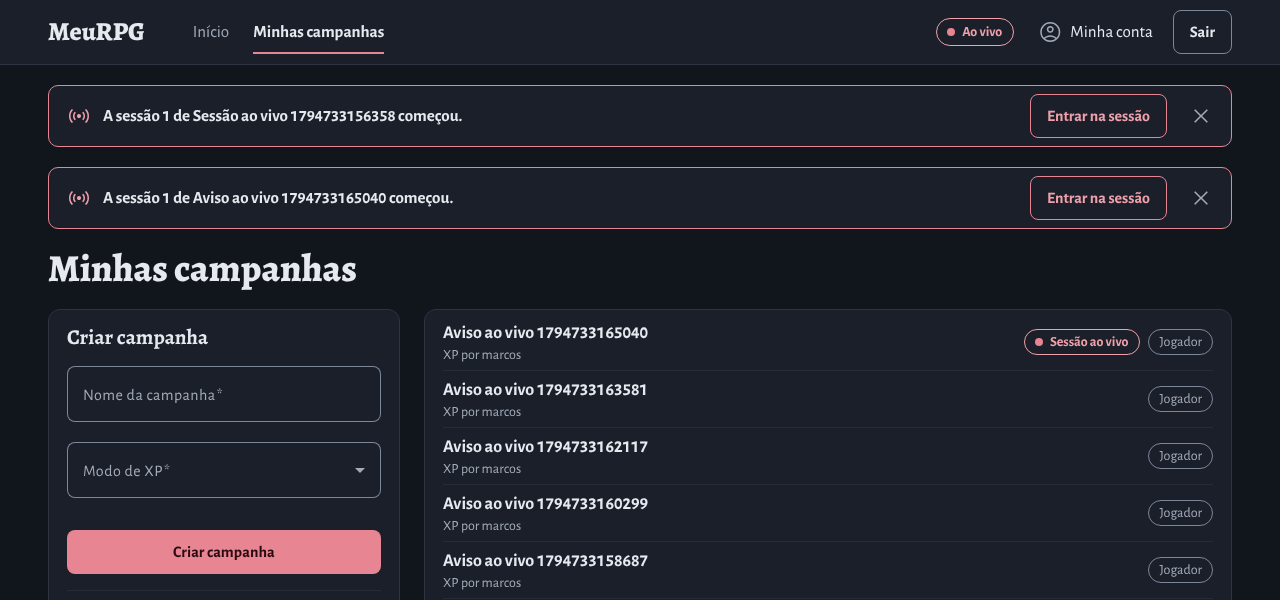 MeuRPG
Início
Minhas campanhas
Ao vivo
Minha conta
Sair
A sessão 1 de Sessão ao vivo 1794733156358 começou.
Entrar na sessão
A sessão 1 de Aviso ao vivo 1794733165040 começou.
Entrar na sessão
Minhas campanhas
Criar campanha
Nome da campanha*
Modo de XP*
Criar campanha
Aviso ao vivo 1794733165040
XP por marcos
Sessão ao vivo
Jogador
Aviso ao vivo 1794733163581
XP por marcos
Jogador
Aviso ao vivo 1794733162117
XP por marcos
Jogador
Aviso ao vivo 1794733160299
XP por marcos
Jogador
Aviso ao vivo 1794733158687
XP por marcos
Jogador